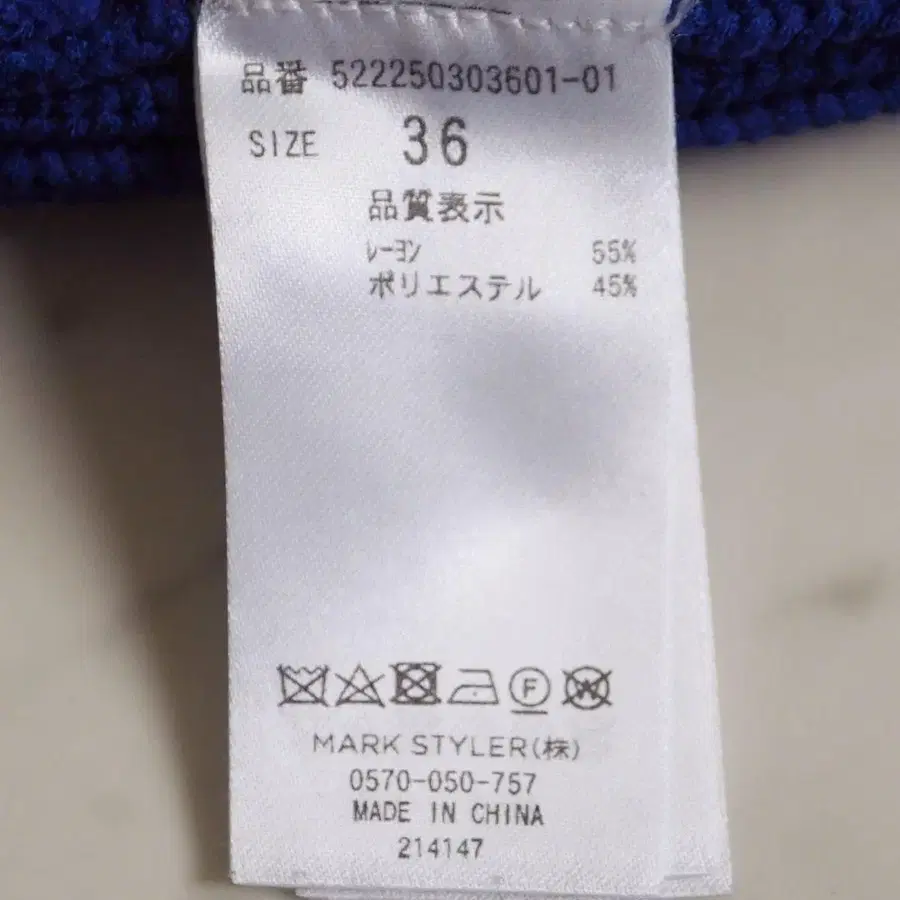 品番 522250303601-01
SIZE 36
品質表示
レーヨン 55%
ポリエステル 45%
F W
MARK STYLER(株)
0570-050-757
MADE IN CHINA
214147